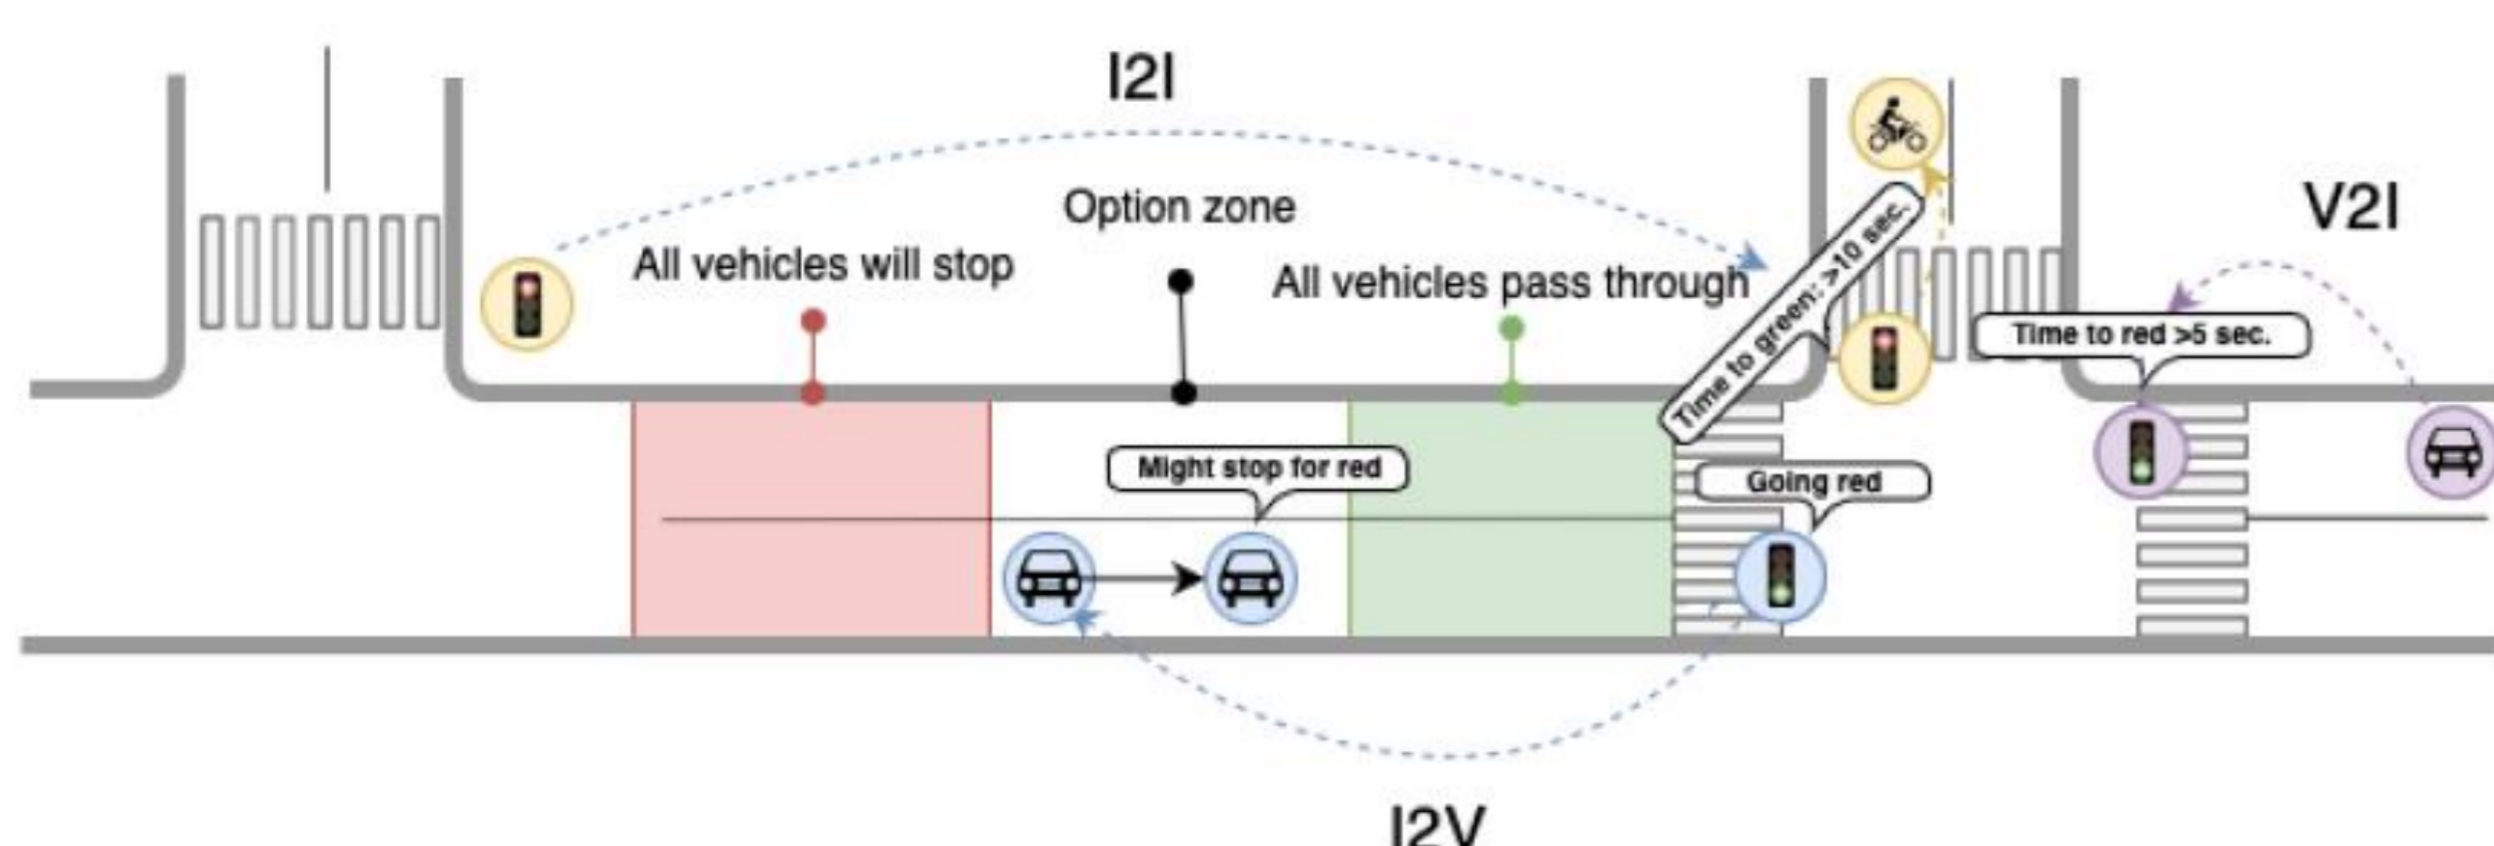 I2I
Option zone
V2I
All vehicles will stop
All vehicles pass through
Time to green: >10 sec.
Time to red >5 sec.
Might stop for red
Going red
I2V